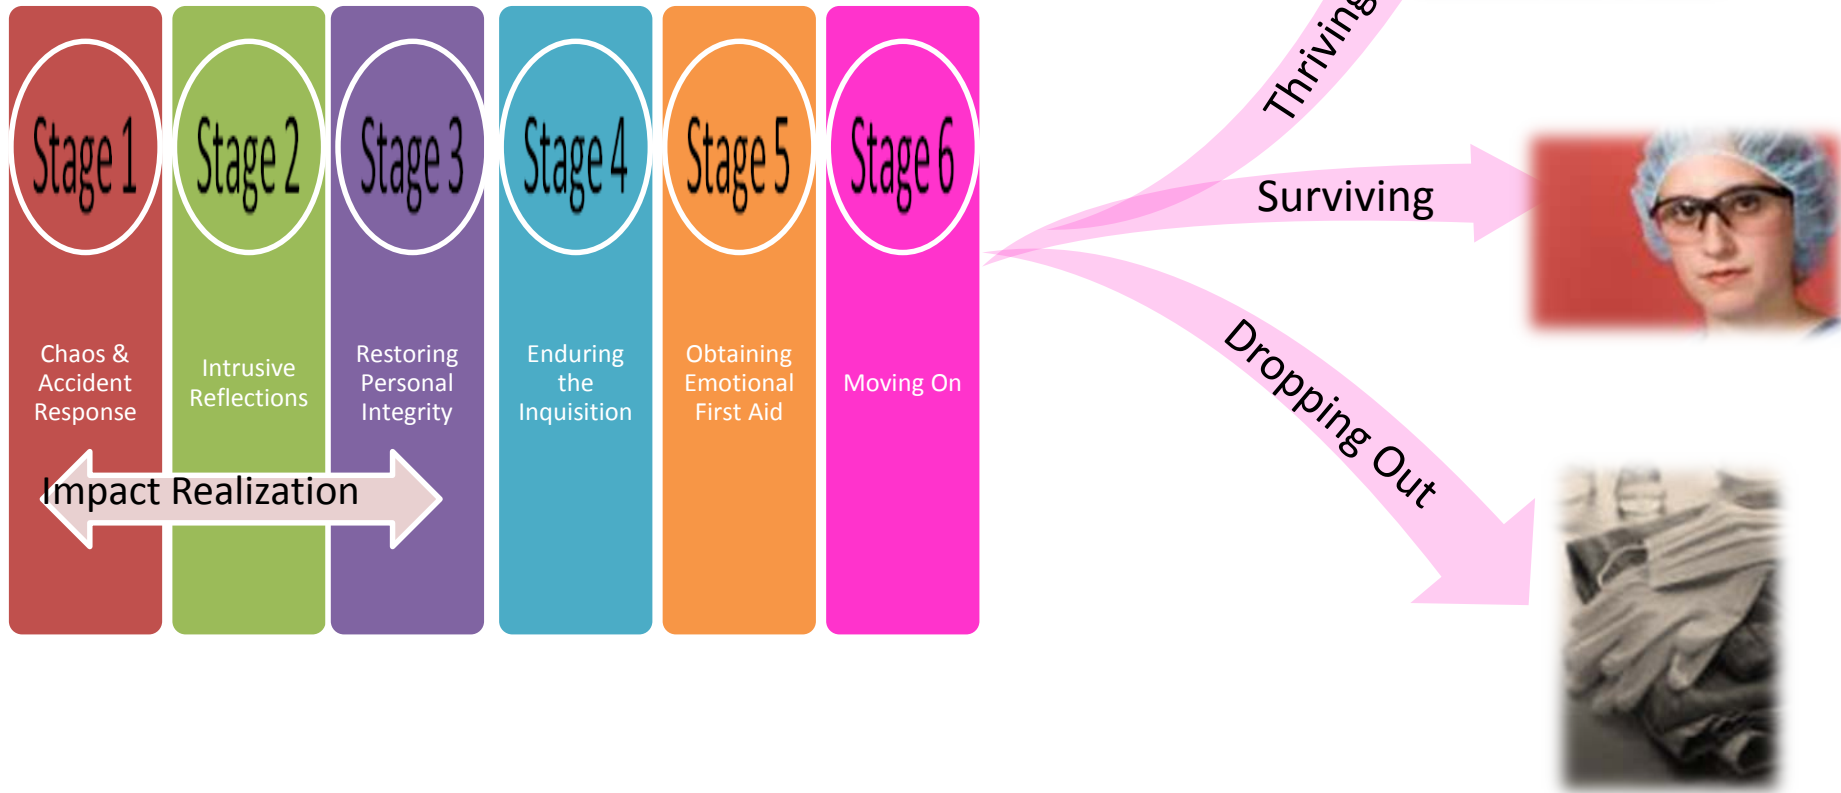 Stage 1
Stage 2
Stage 3
Stage 4
Stage 5
Stage 6
Chaos &
Accident
Response
Intrusive
Reflections
Restoring
Personal
Integrity
Enduring
the
Inquisition
Obtaining
Emotional
First Aid
Moving On
Impact Realization
Thriving
Surviving
Dropping Out